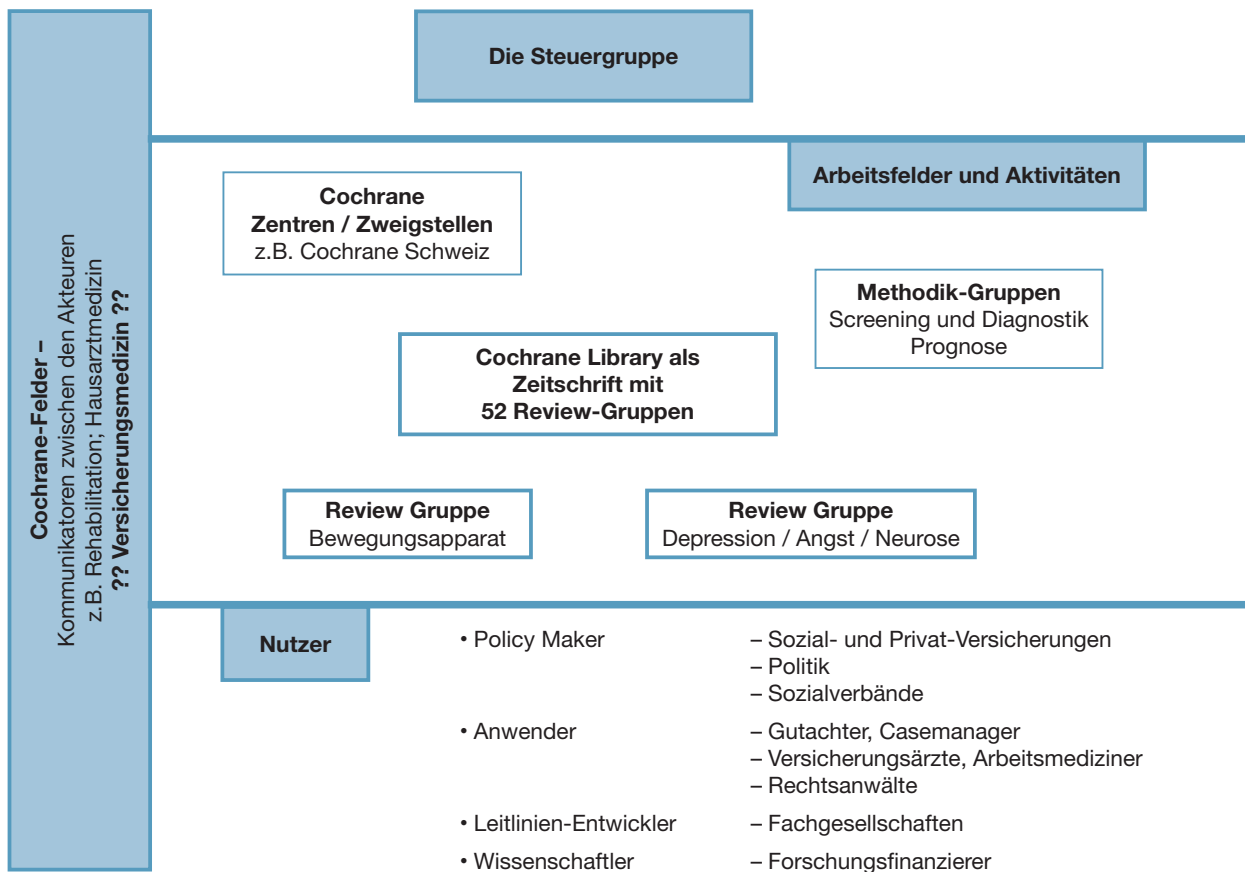 Cochrane-Felder –
Kommunikatoren zwischen den Akteuren
z.B. Rehabilitation; Hausarztmedizin
?? Versicherungsmedizin ??
Die Steuergruppe
Arbeitsfelder und Aktivitäten
Cochrane
Zentren / Zweigstellen
z.B. Cochrane Schweiz
Methodik-Gruppen
Screening und Diagnostik
Prognose
Cochrane Library als
Zeitschrift mit
52 Review-Gruppen
Review Gruppe
Bewegungsapparat
Review Gruppe
Depression / Angst / Neurose
Nutzer
• Policy Maker – Sozial- und Privat-Versicherungen
– Politik
– Sozialverbände
• Anwender – Gutachter, Casemanager
– Versicherungsärzte, Arbeitsmediziner
– Rechtsanwälte
• Leitlinien-Entwickler – Fachgesellschaften
• Wissenschaftler – Forschungsfinanzierer